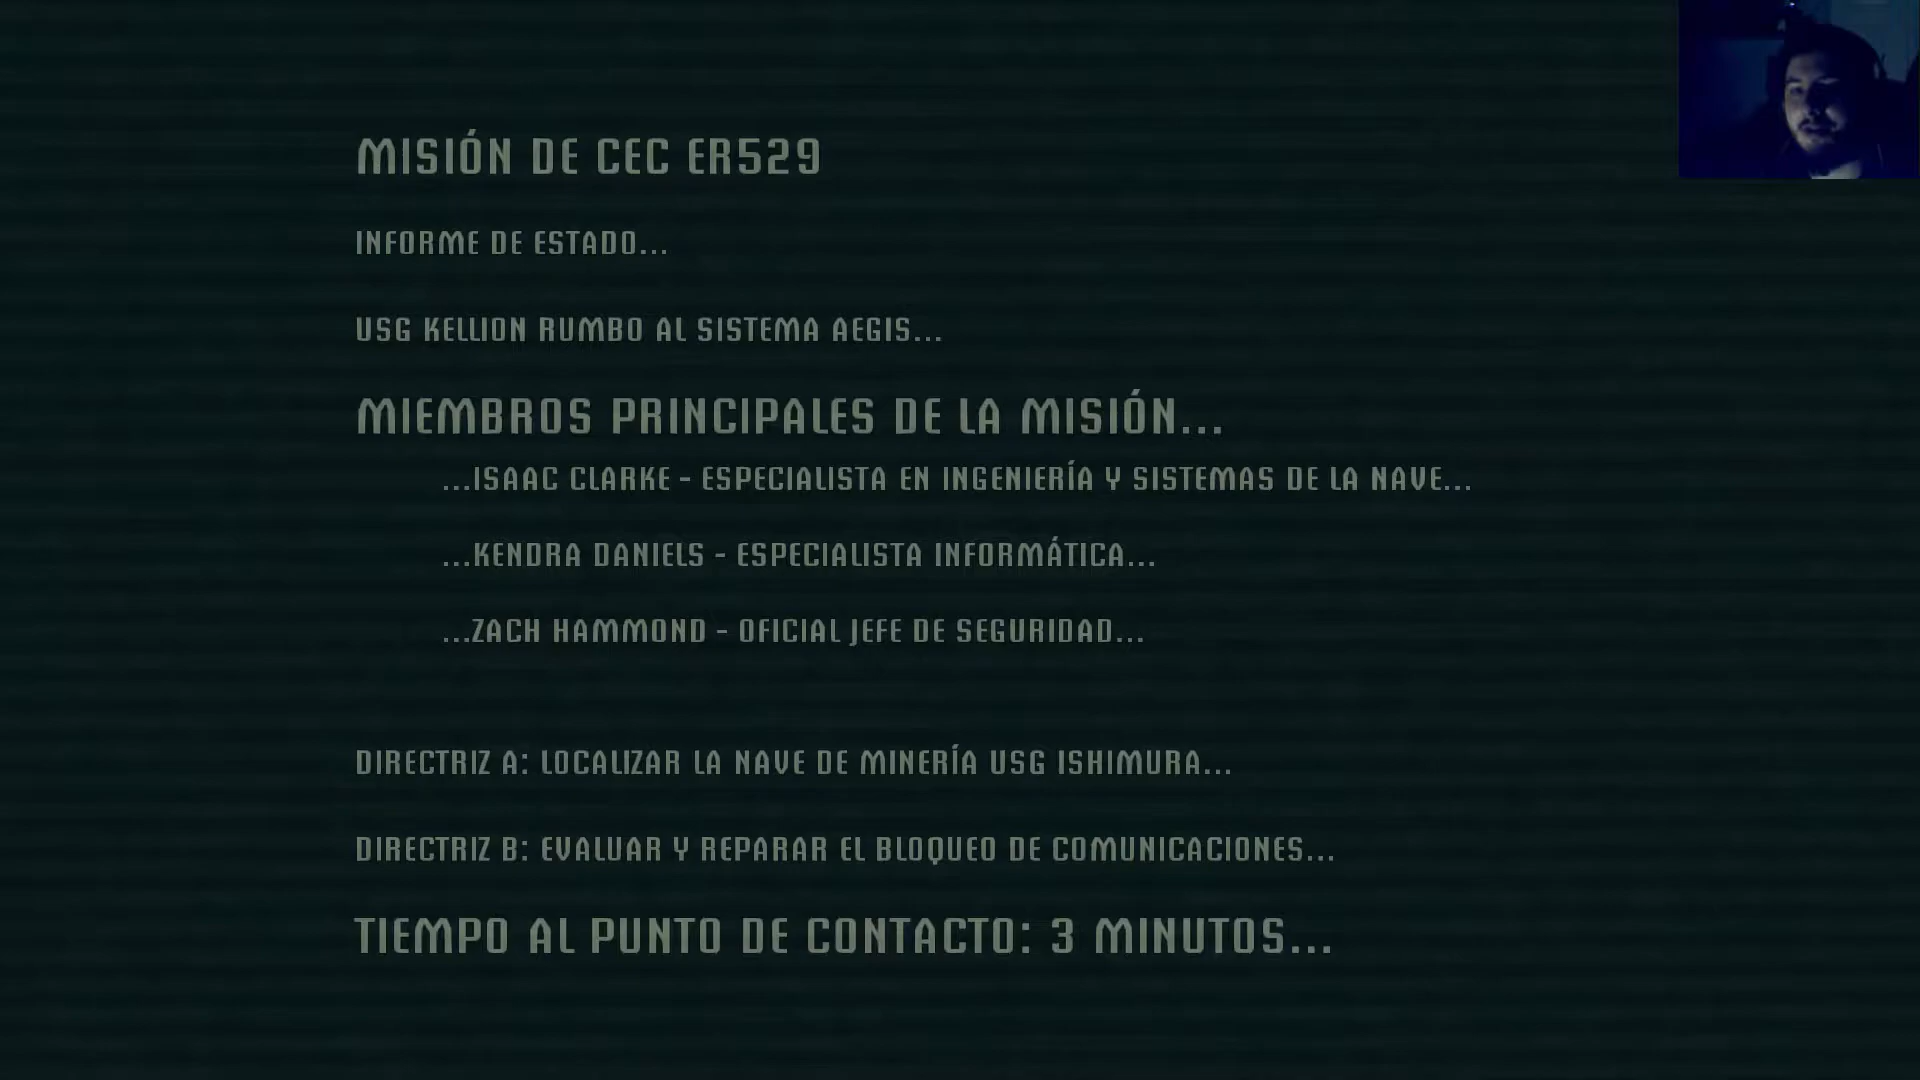 MISIÓN DE CEC ER529
INFORME DE ESTADO...
USG KELLION RUMBO AL SISTEMA AEGIS...
MIEMBROS PRINCIPALES DE LA MISIÓN...
...ISAAC CLARKE - ESPECIALISTA EN INGENIERÍA Y SISTEMAS DE LA NAVE...
...KENDRA DANIELS - ESPECIALISTA INFORMÁTICA...
...ZACH HAMMOND - OFICIAL JEFE DE SEGURIDAD...
DIRECTRIZ A: LOCALIZAR LA NAVE DE MINERÍA USG ISHIMURA...
DIRECTRIZ B: EVALUAR Y REPARAR EL BLOQUEO DE COMUNICACIONES...
TIEMPO AL PUNTO DE CONTACTO: 3 MINUTOS...